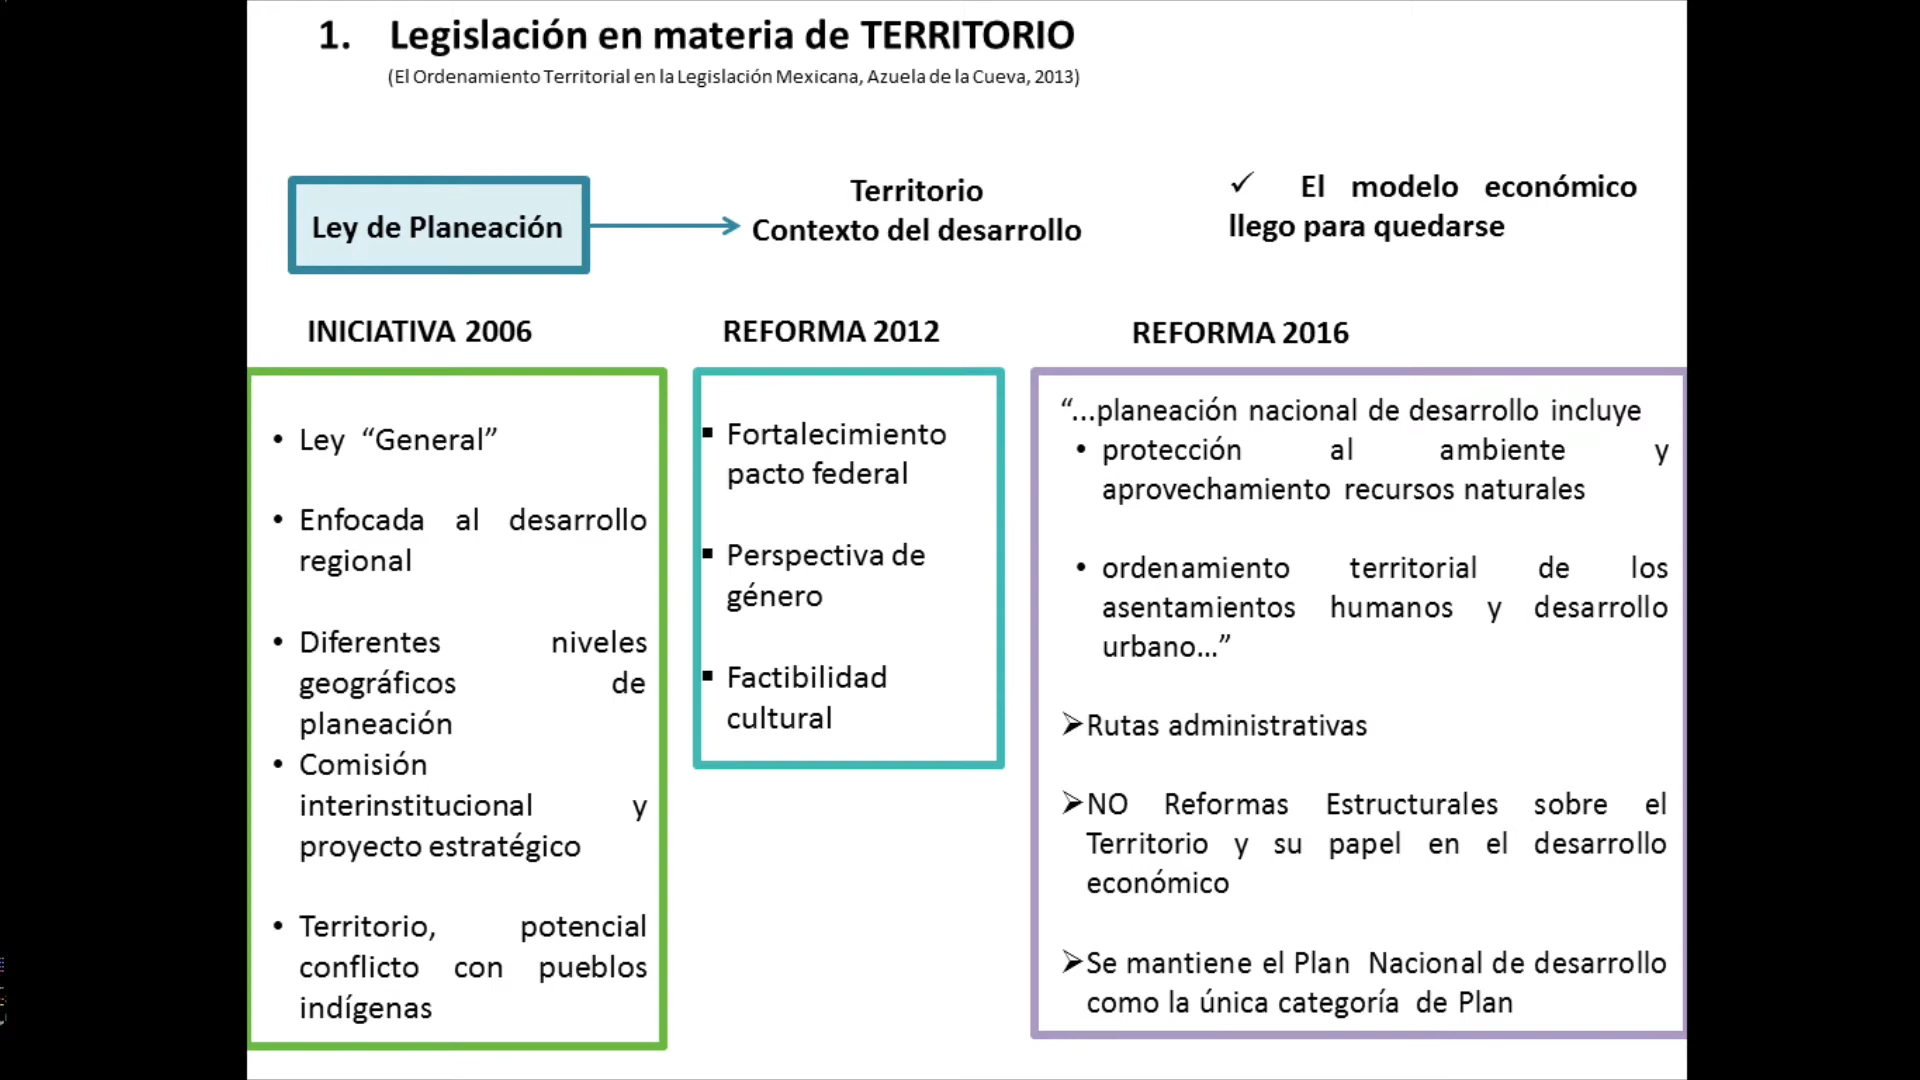 1. Legislación en materia de TERRITORIO
(El Ordenamiento Territorial en la Legislación Mexicana, Azuela de la Cueva, 2013)
Ley de Planeación
Territorio
Contexto del desarrollo
✓ El modelo económico
llego para quedarse
INICIATIVA 2006
• Ley “General”
• Enfocada al desarrollo
regional
• Diferentes niveles
geográficos de
planeación
• Comisión
interinstitucional y
proyecto estratégico
• Territorio, potencial
conflicto con pueblos
indígenas
REFORMA 2012
▪ Fortalecimiento
pacto federal
▪ Perspectiva de
género
▪ Factibilidad
cultural
REFORMA 2016
“...planeación nacional de desarrollo incluye
• protección al ambiente y
aprovechamiento recursos naturales
• ordenamiento territorial de los
asentamientos humanos y desarrollo
urbano...”
➢Rutas administrativas
➢NO Reformas Estructurales sobre el
Territorio y su papel en el desarrollo
económico
➢Se mantiene el Plan Nacional de desarrollo
como la única categoría de Plan